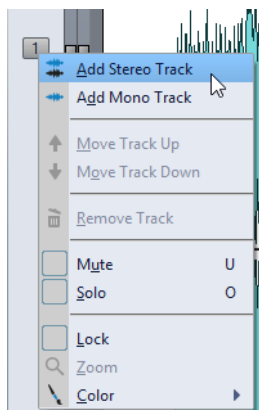 1
Add Stereo Track
Add Mono Track
Move Track Up
Move Track Down
Remove Track
Mute U
Solo O
Lock
Zoom
Color